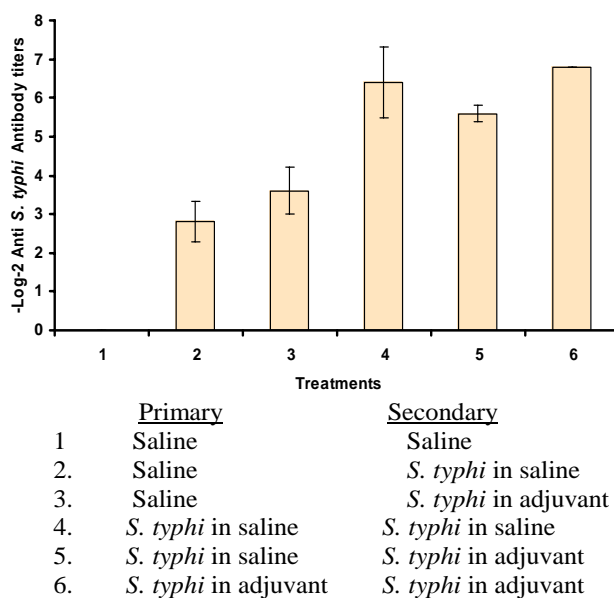 8
7
6
5
4
3
2
1
0
-Log-2 Anti S. typhi Antibody titers
1 2 3 4 5 6
Treatments
Primary Secondary
1 Saline Saline
2. Saline S. typhi in saline
3. Saline S. typhi in adjuvant
4. S. typhi in saline S. typhi in saline
5. S. typhi in saline S. typhi in adjuvant
6. S. typhi in adjuvant S. typhi in adjuvant